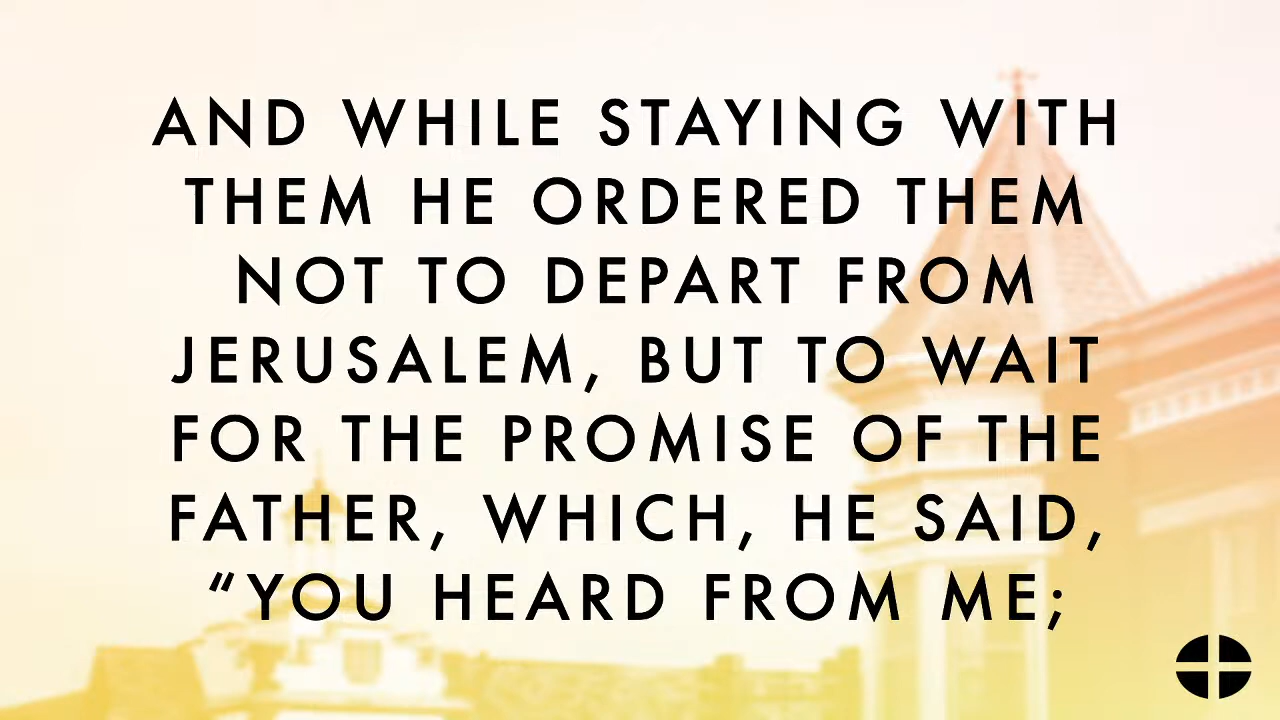 AND WHILE STAYING WITH
THEM HE ORDERED THEM
NOT TO DEPART FROM
JERUSALEM, BUT TO WAIT
FOR THE PROMISE OF THE
FATHER, WHICH, HE SAID,
“YOU HEARD FROM ME;